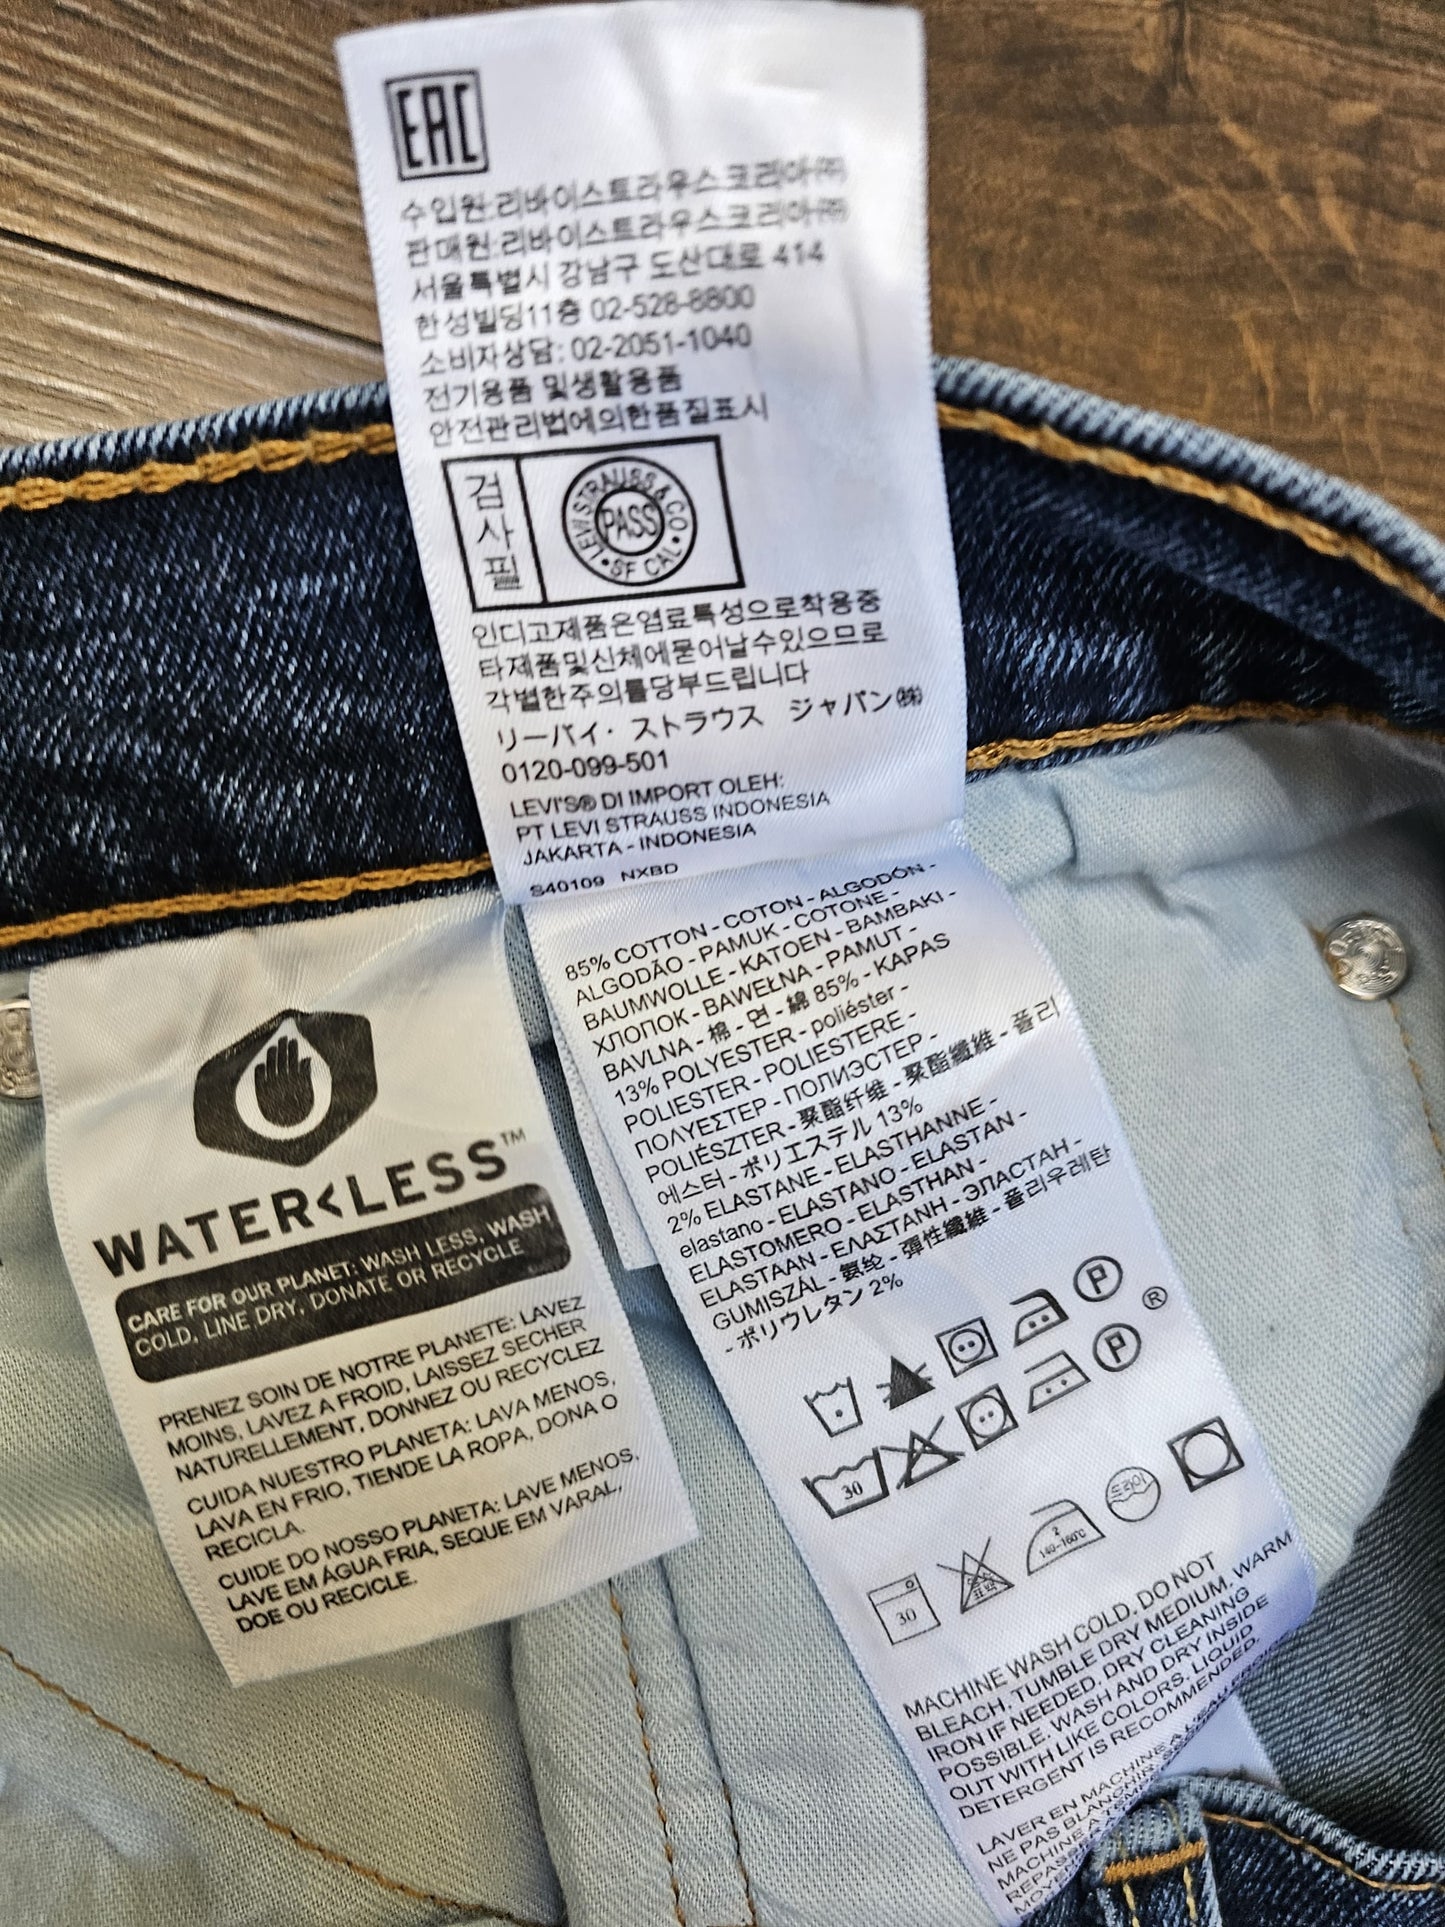 EAC
수입원:리바이스트라우스코리아㈜
판매원:리바이스트라우스코리아㈜
서울특별시 강남구 도산대로 414
한성빌딩11층 02-528-8800
소비자상담: 02-2051-1040
전기용품 및생활용품
안전관리법에의한품질표시
검
사
필
LEVI STRAUSS & CO
PASS
SF CAL
인디고제품은염료특성으로착용중
타제품및신체에묻어날수있으므로
각별한주의를당부드립니다
リーバイ・ストラウス ジャパン㈱
0120-099-501
LEVI'S® DI IMPORT OLEH:
PT LEVI STRAUSS INDONESIA
JAKARTA - INDONESIA
S40109 NXBD
WATER<LESS™
CARE FOR OUR PLANET: WASH LESS, WASH
COLD, LINE DRY, DONATE OR RECYCLE
PRENEZ SOIN DE NOTRE PLANETE: LAVEZ
MOINS, LAVEZ A FROID, LAISSEZ SECHER
NATURELLEMENT, DONNEZ OU RECYCLEZ
CUIDA NUESTRO PLANETA: LAVA MENOS,
LAVA EN FRIO, TIENDE LA ROPA, DONA O
RECICLA.
CUIDE DO NOSSO PLANETA: LAVE MENOS,
LAVE EM ÁGUA FRIA, SEQUE EM VARAL,
DOE OU RECICLE.
85% COTTON - COTON - ALGODÓN -
ALGODÃO - PAMUK - COTONE -
BAUMWOLLE - KATOEN - BAMBAKI -
ХЛОПОК - BAWEŁNA - PAMUT -
BAVLNA - 棉 - 면 - 綿 85% - KAPAS
13% POLYESTER - poliéster -
POLIESTER - POLIESTERE -
ΠΟΛΥΕΣΤΕΡ - ПОЛИЭСТЕР -
POLIÉSZTER - 聚酯纤维 - 聚酯纖維 - 폴리
에스터 - ポリエステル 13%
2% ELASTANE - ELASTHANNE -
elastano - ELASTANO - ELASTAN -
ELASTOMERO - ELASTHAN -
ELASTAAN - ΕΛΑΣΤΑΝΗ - ЭЛАСТАН -
GUMISZÁL - 氨纶 - 彈性纖維 - 폴리우레탄
- ポリウレタン 2%
P
®
30
P
30
염소
표백
2
140~160℃
드라이
MACHINE WASH COLD. DO NOT
BLEACH. TUMBLE DRY MEDIUM. WARM
IRON IF NEEDED. DRY CLEANING
POSSIBLE. WASH AND DRY INSIDE
OUT WITH LIKE COLORS. LIQUID
DETERGENT IS RECOMMENDED.
LAVER EN MACHINE A L'EAU
NE PAS BLANCHIR.
MACHINE A